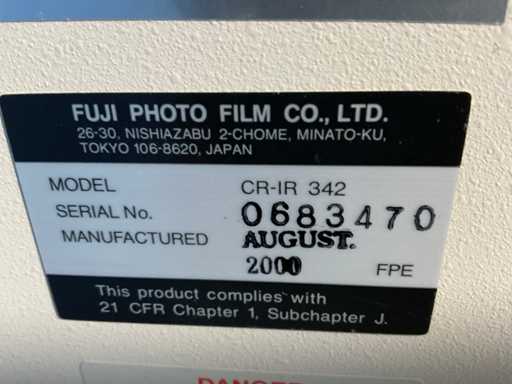 FUJI PHOTO FILM CO., LTD.
26-30, NISHIAZABU 2-CHOME, MINATO-KU,
TOKYO 106-8620, JAPAN
MODEL CR-IR 342
SERIAL No. 0683470
MANUFACTURED AUGUST.
2000 FPE
This product complies with
21 CFR Chapter 1, Subchapter J.
DANGER